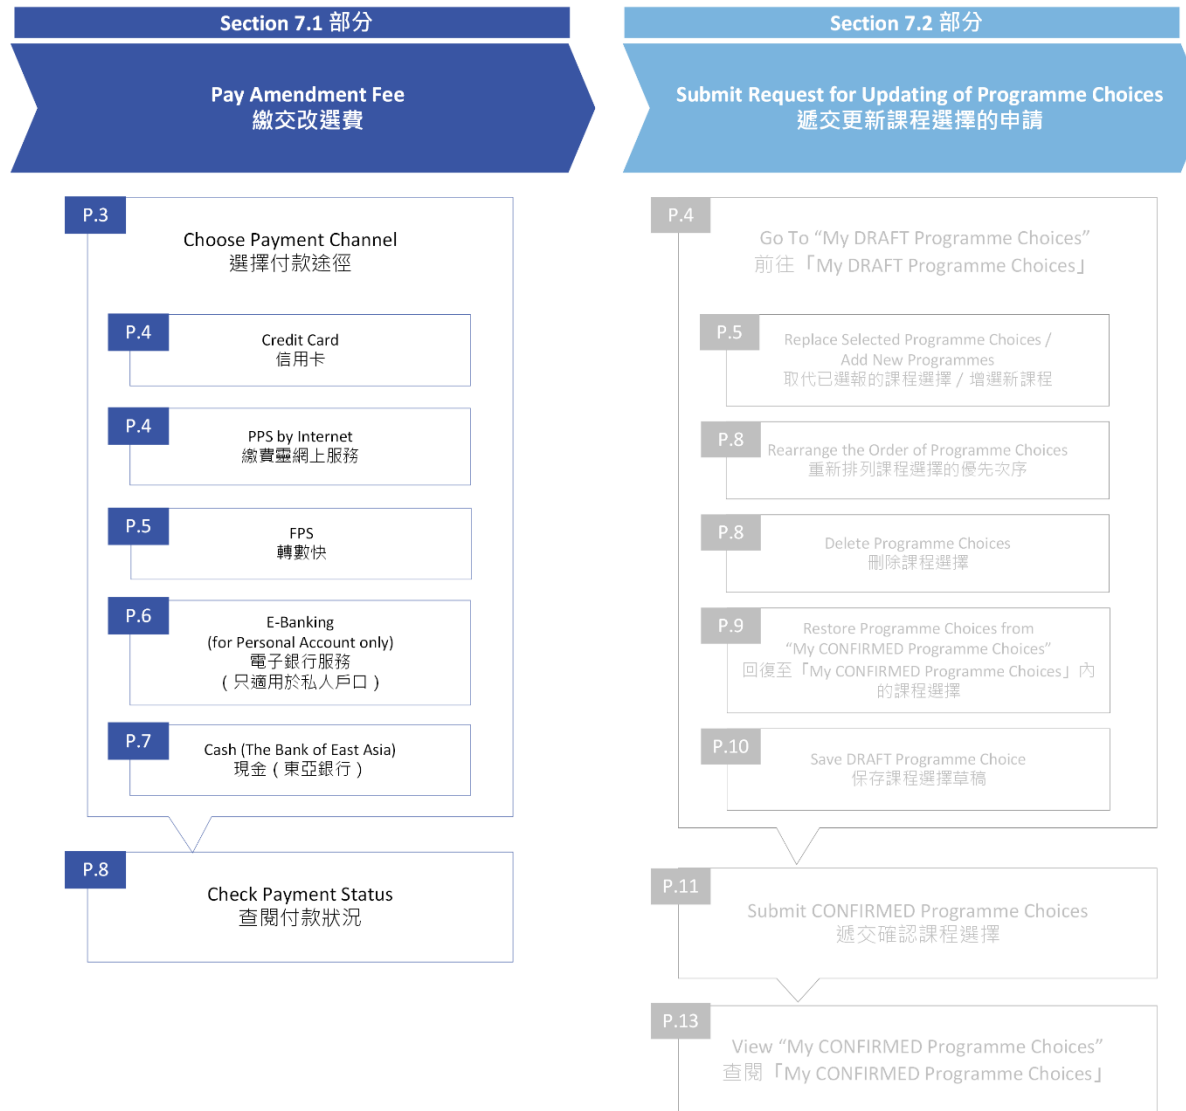 Section 7.1 部分
Pay Amendment Fee
繳交改選費
P.3
Choose Payment Channel
選擇付款途徑
P.4
Credit Card
信用卡
P.4
PPS by Internet
繳費靈網上服務
P.5
FPS
轉數快
P.6
E-Banking
(for Personal Account only)
電子銀行服務
( 只適用於私人戶口 )
P.7
Cash (The Bank of East Asia)
現金 ( 東亞銀行 )
P.8
Check Payment Status
查閱付款狀況
Section 7.2 部分
Submit Request for Updating of Programme Choices
遞交更新課程選擇的申請
P.4
Go To “My DRAFT Programme Choices”
前往「My DRAFT Programme Choices」
P.5
Replace Selected Programme Choices /
Add New Programmes
取代已選報的課程選擇 / 增選新課程
P.8
Rearrange the Order of Programme Choices
重新排列課程選擇的優先次序
P.8
Delete Programme Choices
刪除課程選擇
P.9
Restore Programme Choices from
“My CONFIRMED Programme Choices”
回復至「My CONFIRMED Programme Choices」內
的課程選擇
P.10
Save DRAFT Programme Choice
保存課程選擇草稿
P.11
Submit CONFIRMED Programme Choices
遞交確認課程選擇
P.13
View “My CONFIRMED Programme Choices”
查閱「My CONFIRMED Programme Choices」